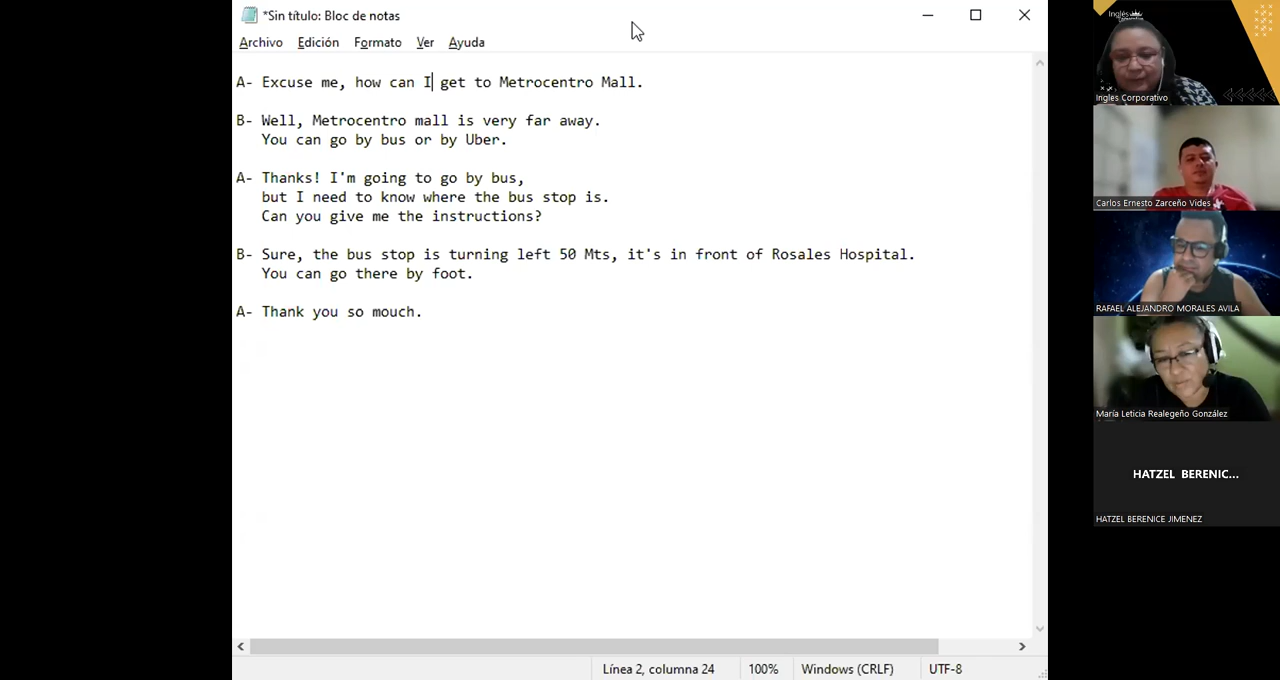 *Sin título: Bloc de notas
Archivo Edición Formato Ver Ayuda
A- Excuse me, how can i get to Metrocentro Mall.
B- Well, Metrocentro mall is very far away.
You can go by bus or by Uber.
A- Thanks! I'm going to go by bus,
but I need to know where the bus stop is.
Can you give me the instructions?
B- Sure, the bus stop is turning left 50 Mts, it's in front of Rosales Hospital.
You can go there by foot.
A- Thank you so mouch.
Línea 2, columna 24 100% Windows (CRLF) UTF-8
Inglés
Corporativo
Ingles Corporativo
Carlos Ernesto Zarceño Vides
RAFAEL ALEJANDRO MORALES AVILA
María Leticia Realegeño González
HATZEL BERENIC...
HATZEL BERENICE JIMENEZ